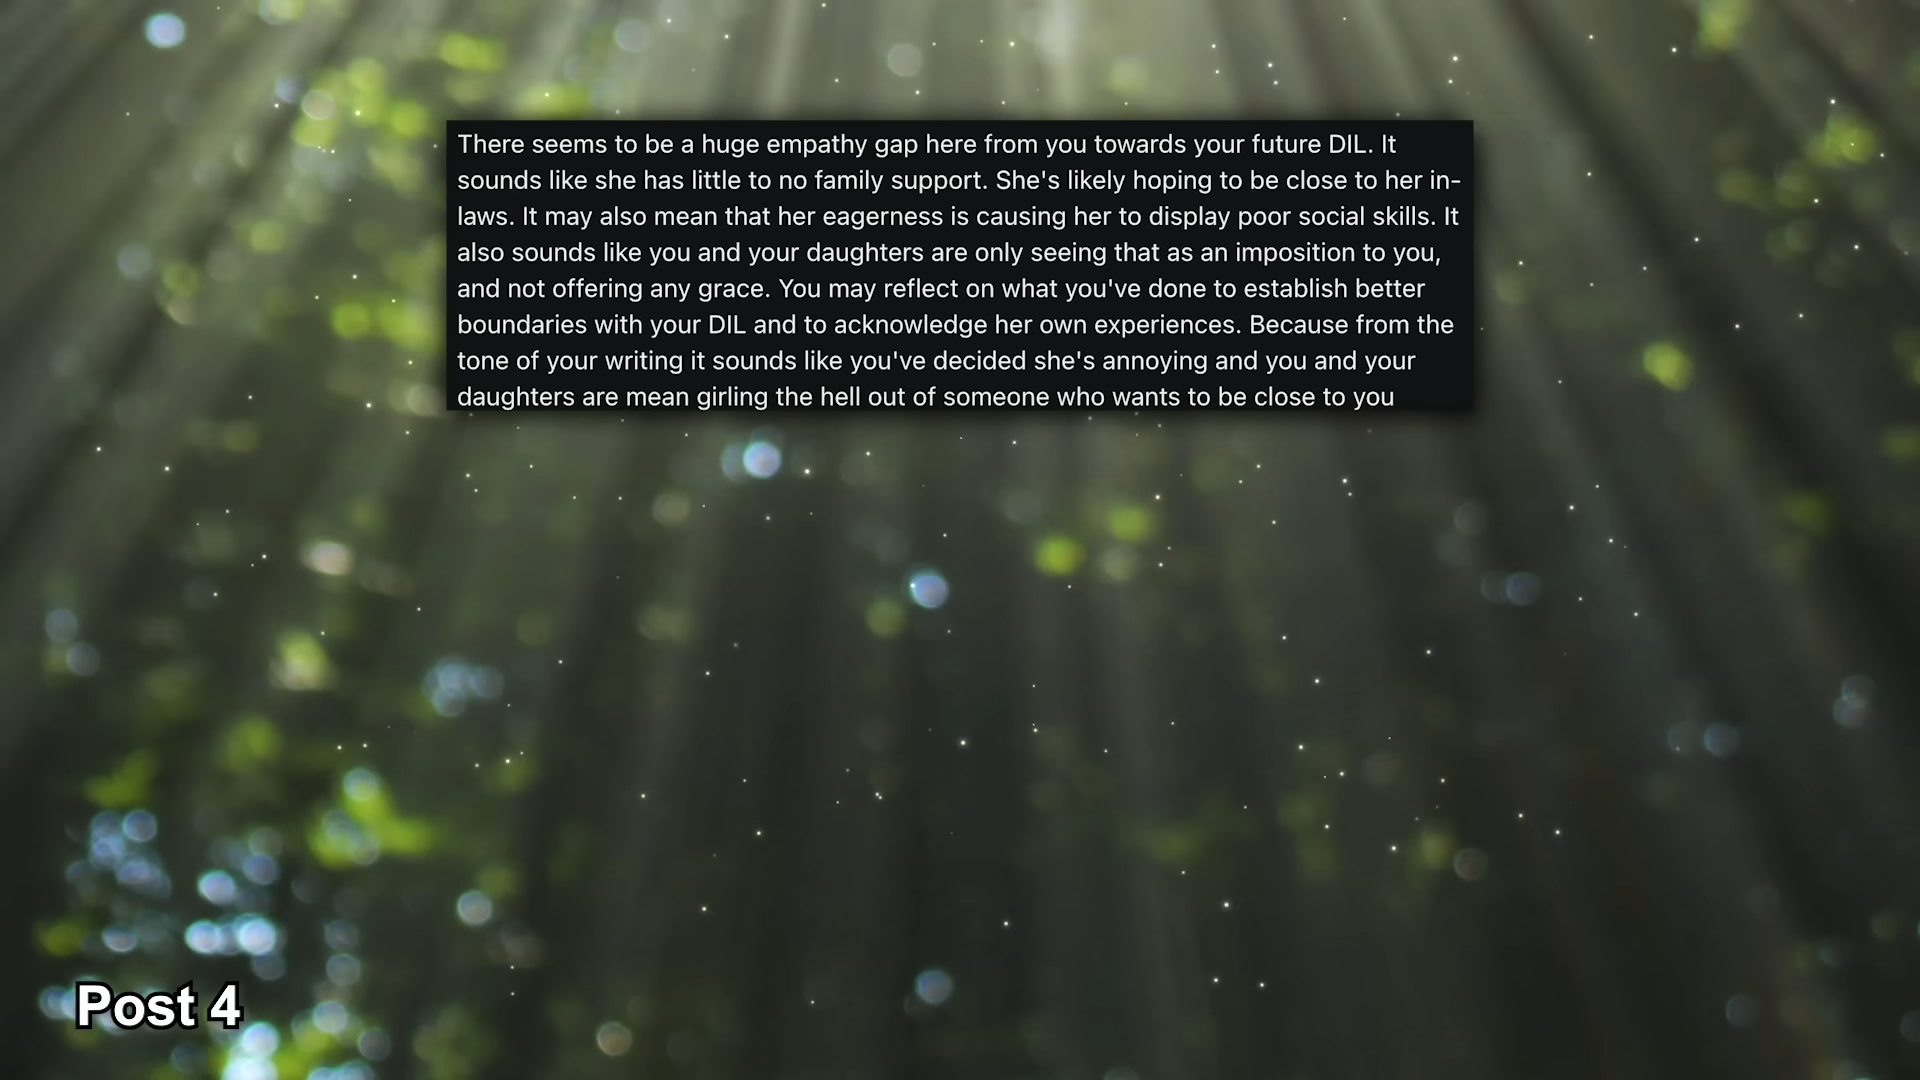 There seems to be a huge empathy gap here from you towards your future DIL. It
sounds like she has little to no family support. She's likely hoping to be close to her in-
laws. It may also mean that her eagerness is causing her to display poor social skills. It
also sounds like you and your daughters are only seeing that as an imposition to you,
and not offering any grace. You may reflect on what you've done to establish better
boundaries with your DIL and to acknowledge her own experiences. Because from the
tone of your writing it sounds like you've decided she's annoying and you and your
daughters are mean girling the hell out of someone who wants to be close to you
Post 4